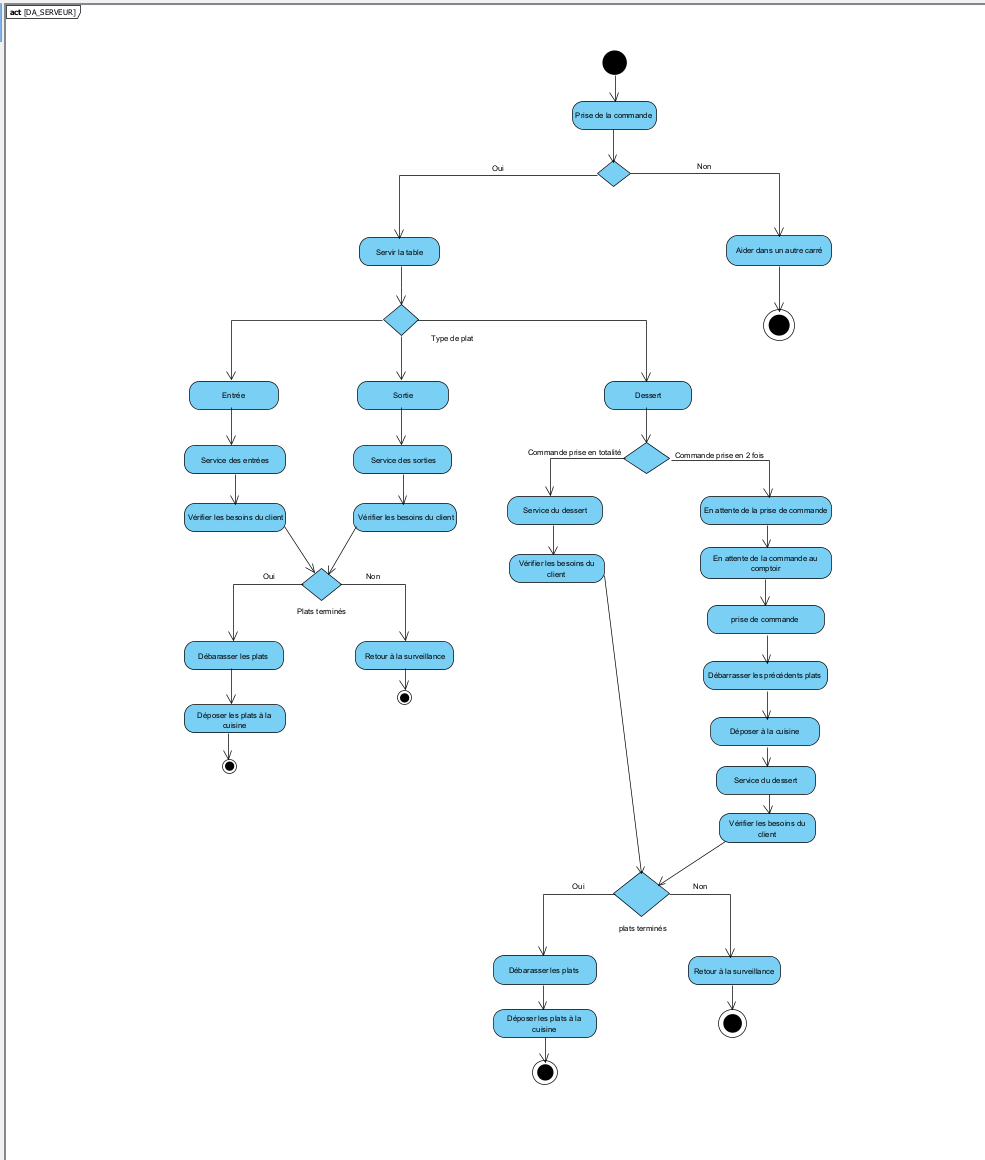 act [DA_SERVEUR]
Prise de la commande
Oui
Non
Servir la table
Aider dans un autre carré
Type de plat
Entrée
Sortie
Dessert
Commande prise en totalité
Commande prise en 2 fois
Service des entrées
Service des sorties
Vérifier les besoins du client
Vérifier les besoins du client
Service du dessert
En attente de la prise de commande
Vérifier les besoins du
client
En attente de la commande au
comptoir
Oui
Non
Plats terminés
prise de commande
Débarasser les plats
Retour à la surveillance
Débarrasser les précédents plats
Déposer les plats à la
cuisine
Déposer à la cuisine
Service du dessert
Vérifier les besoins du
client
Oui
Non
plats terminés
Débarasser les plats
Retour à la surveillance
Déposer les plats à la
cuisine